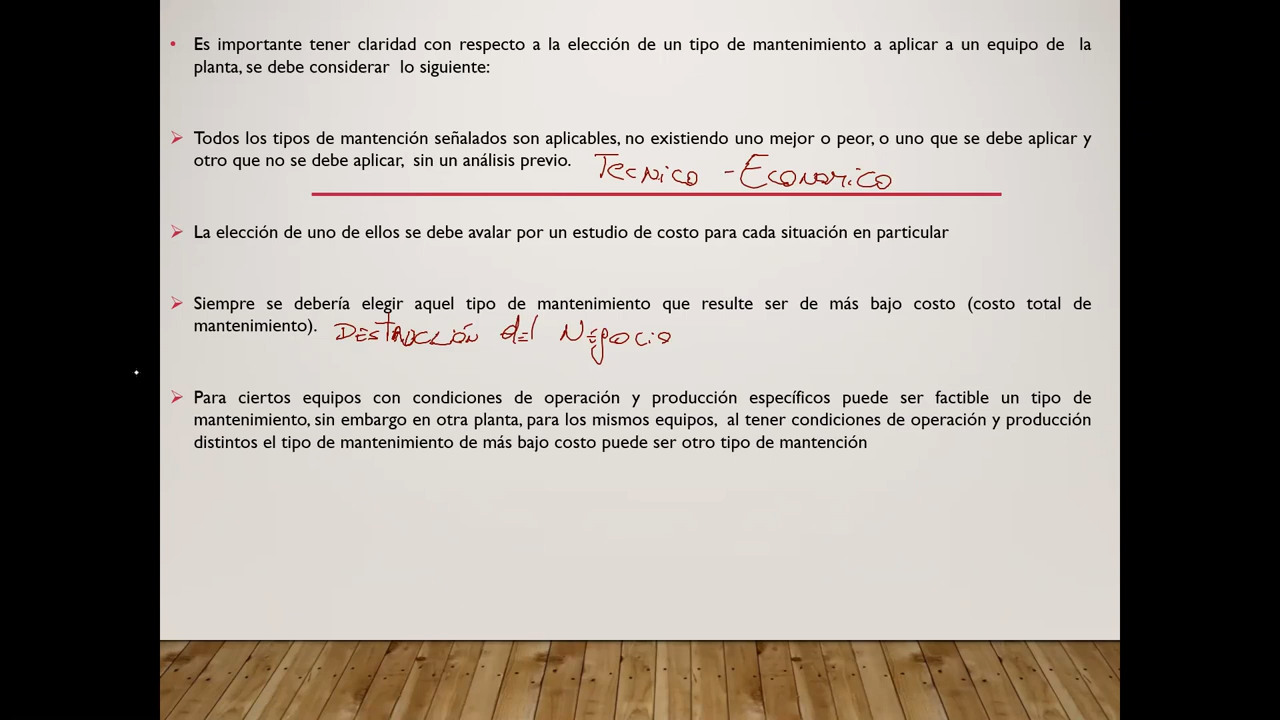 • Es importante tener claridad con respecto a la elección de un tipo de mantenimiento a aplicar a un equipo de la
planta, se debe considerar lo siguiente:
Todos los tipos de mantención señalados son aplicables, no existiendo uno mejor o peor, o uno que se debe aplicar y
otro que no se debe aplicar, sin un análisis previo. Tecnico - Economico
La elección de uno de ellos se debe avalar por un estudio de costo para cada situación en particular
Siempre se debería elegir aquel tipo de mantenimiento que resulte ser de más bajo costo (costo total de
mantenimiento). DESTRUCCIÓN del Negocio
Para ciertos equipos con condiciones de operación y producción específicos puede ser factible un tipo de
mantenimiento, sin embargo en otra planta, para los mismos equipos, al tener condiciones de operación y producción
distintos el tipo de mantenimiento de más bajo costo puede ser otro tipo de mantención